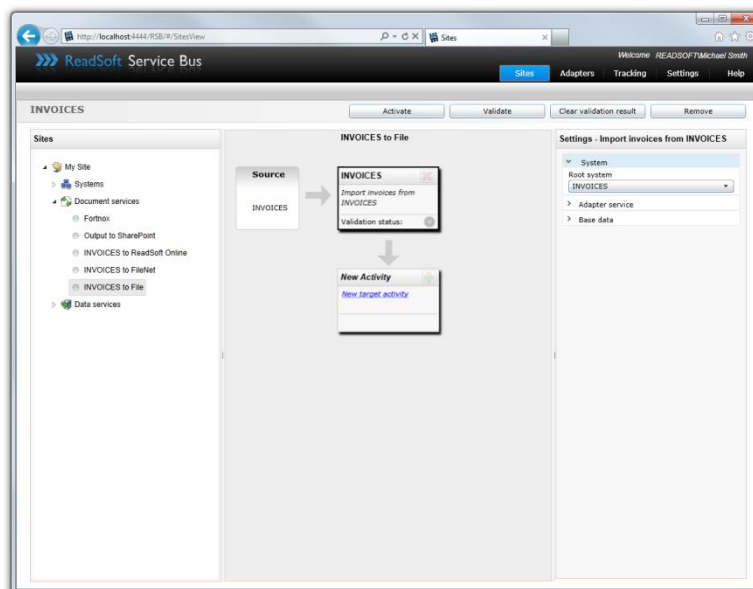 http://localhost:4444/RSB/#/SitesView
Sites
ReadSoft Service Bus
Welcome READSOFT\Michael Smith
Sites
Adapters
Tracking
Settings
Help
INVOICES
Activate
Validate
Clear validation result
Remove
Sites
My Site
Systems
Document services
Fortnox
Output to SharePoint
INVOICES to ReadSoft Online
INVOICES to FileNet
INVOICES to File
Data services
INVOICES to File
Source
INVOICES
INVOICES
Import invoices from
INVOICES
Validation status:
New Activity
New target activity
Settings - Import invoices from INVOICES
System
Root system
INVOICES
Adapter service
Base data